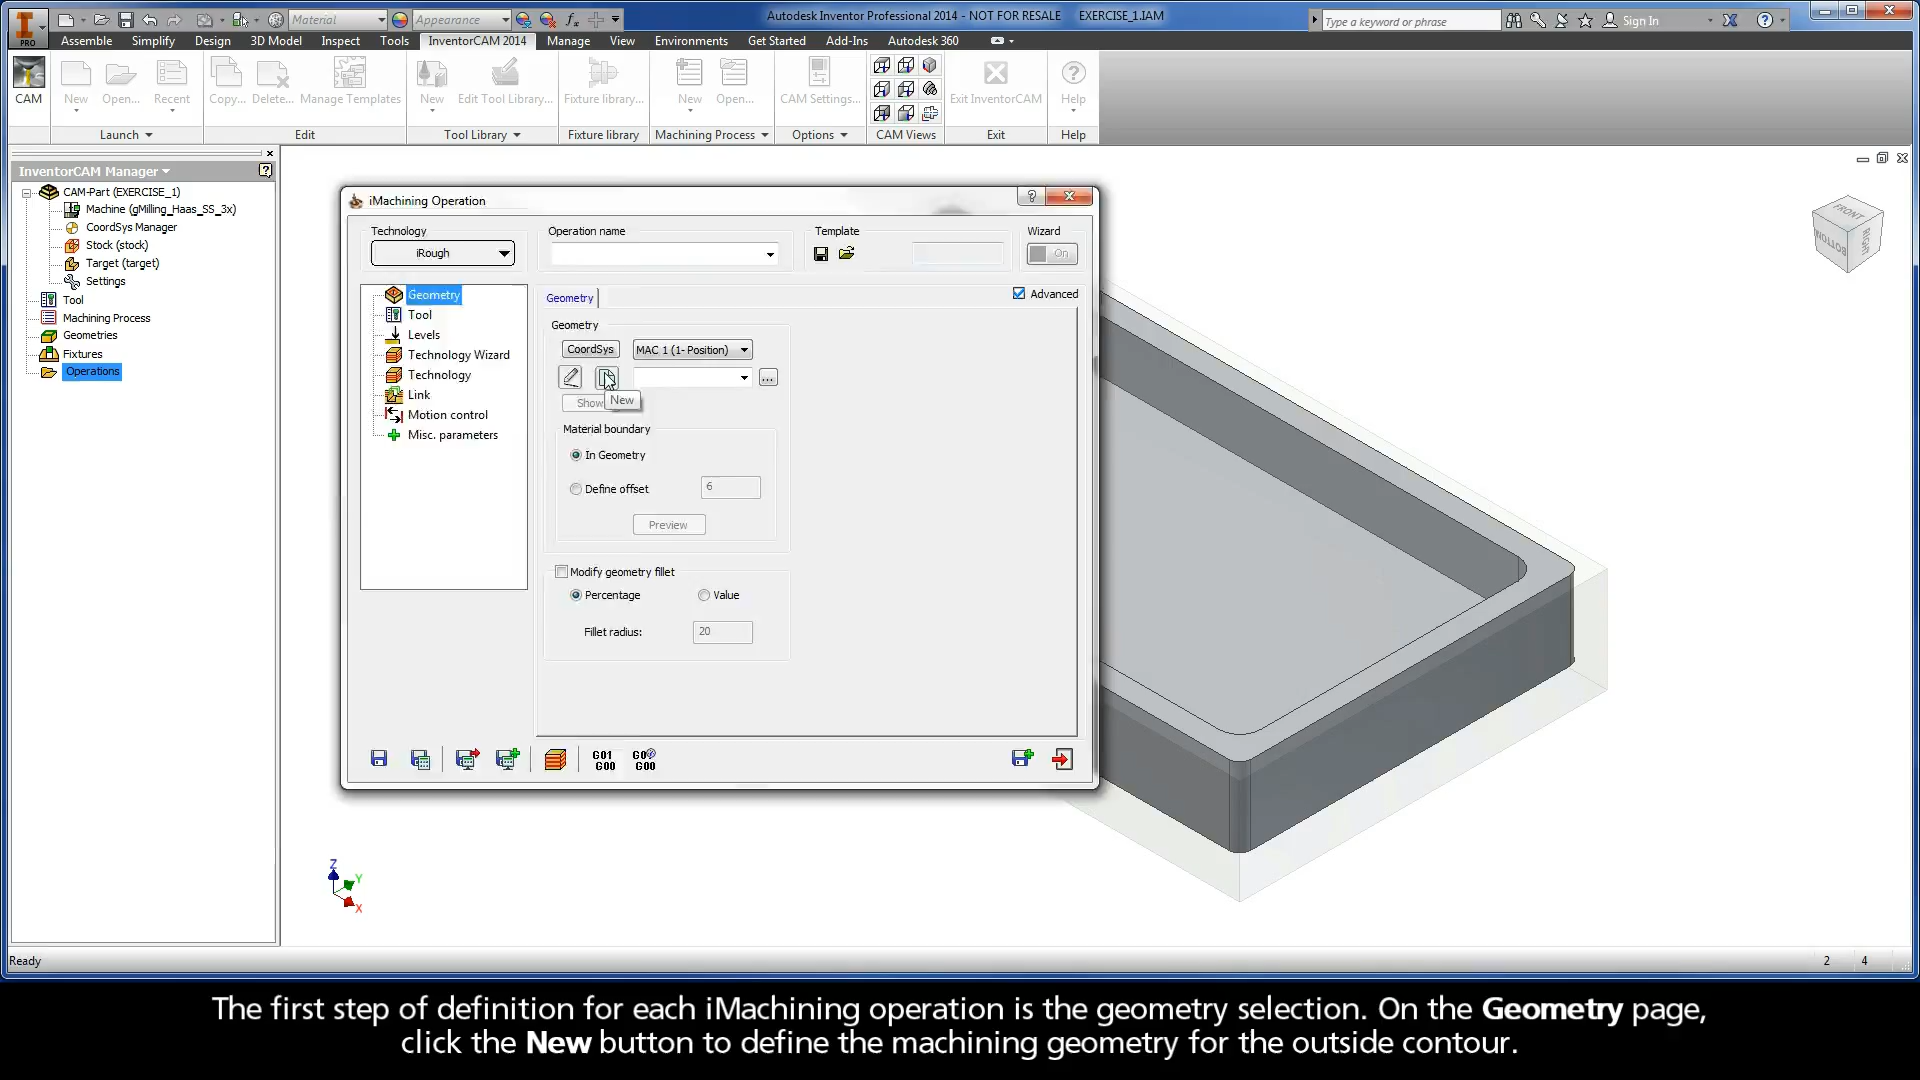 Material
Appearance
Autodesk Inventor Professional 2014 - NOT FOR RESALE    EXERCISE_1.IAM
Type a keyword or phrase
Sign In
PRO
Assemble
Simplify
Design
3D Model
Inspect
Tools
InventorCAM 2014
Manage
View
Environments
Get Started
Add-Ins
Autodesk 360
CAM
New
Open...
Recent
Copy...
Delete...
Manage Templates
New
Edit Tool Library...
Fixture library...
New
Open...
CAM Settings...
Exit InventorCAM
Help
Launch
Edit
Tool Library
Fixture library
Machining Process
Options
CAM Views
Exit
Help
InventorCAM Manager
CAM-Part (EXERCISE_1)
Machine (gMilling_Haas_SS_3x)
CoordSys Manager
Stock (stock)
Target (target)
Settings
Tool
Machining Process
Geometries
Fixtures
Operations
iMachining Operation
Technology
iRough
Operation name
Template
Wizard
On
Geometry
Tool
Levels
Technology Wizard
Technology
Link
Motion control
Misc. parameters
Geometry
Advanced
Geometry
CoordSys
MAC 1 (1- Position)
...
Show
New
Material boundary
In Geometry
Define offset
6
Preview
Modify geometry fillet
Percentage
Value
Fillet radius:
20
G01
G00
G0
G00
FRONT
RIGHT
BOTTOM
Z
Y
X
Ready
2
4
The first step of definition for each iMachining operation is the geometry selection. On the Geometry page,
click the New button to define the machining geometry for the outside contour.